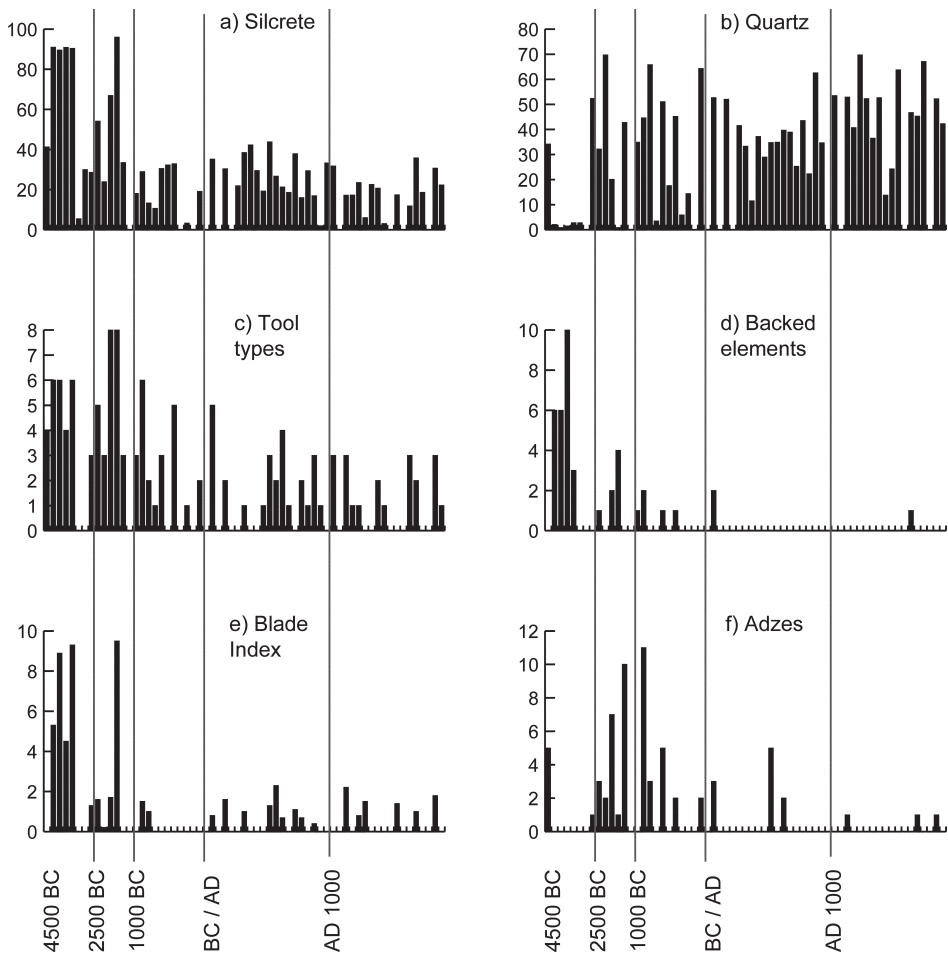 a) Silcrete
100
80
60
40
20
0
b) Quartz
80
70
60
50
40
30
20
10
0
c) Tool
types
8
7
6
5
4
3
2
1
0
d) Backed
elements
10
8
6
4
2
0
e) Blade
Index
10
8
6
4
2
0
f) Adzes
12
10
8
6
4
2
0
4500 BC
2500 BC
1000 BC
BC / AD
AD 1000
4500 BC
2500 BC
1000 BC
BC / AD
AD 1000